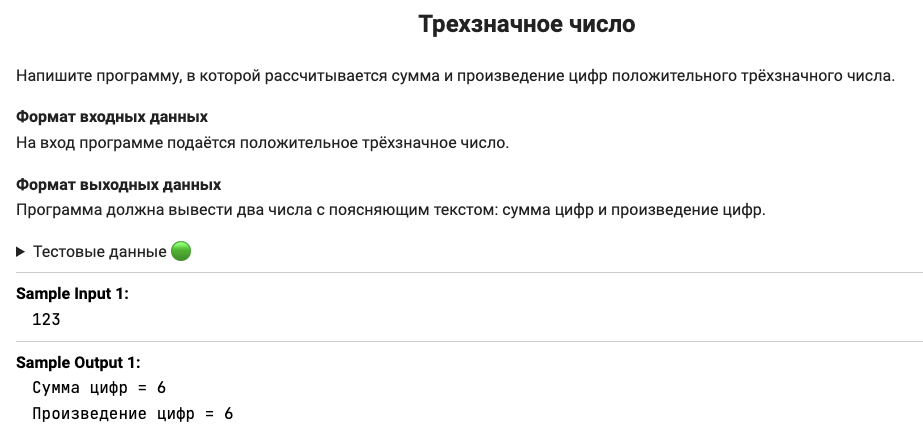 Трехзначное число
Напишите программу, в которой рассчитывается сумма и произведение цифр положительного трёхзначного числа.
Формат входных данных
На вход программе подаётся положительное трёхзначное число.
Формат выходных данных
Программа должна вывести два числа с поясняющим текстом: сумма цифр и произведение цифр.
Тестовые данные
Sample Input 1:
123
Sample Output 1:
Сумма цифр = 6
Произведение цифр = 6